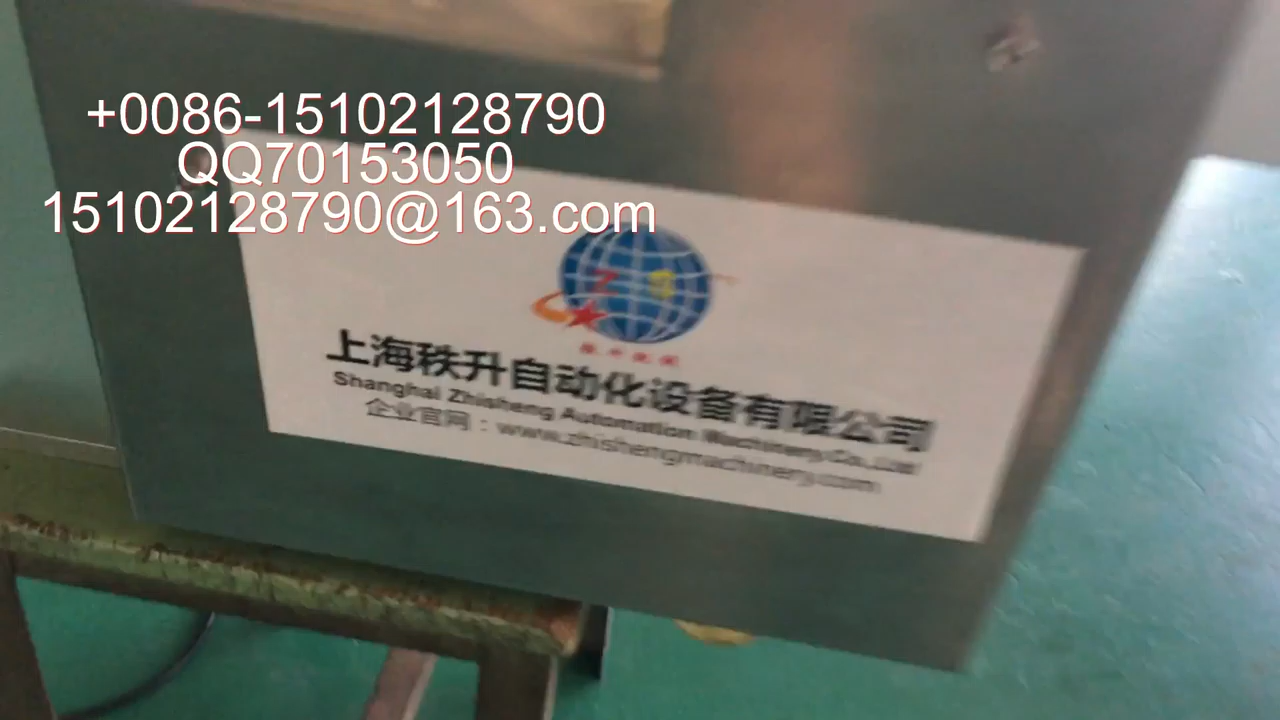 +0086-15102128790
QQ70153050
15102128790@163.com
Z S
上海秩升自动化设备有限公司
Shanghai Zhisheng Automation Machinery Co.,Ltd
企业官网：www.zhishengmachinery.com